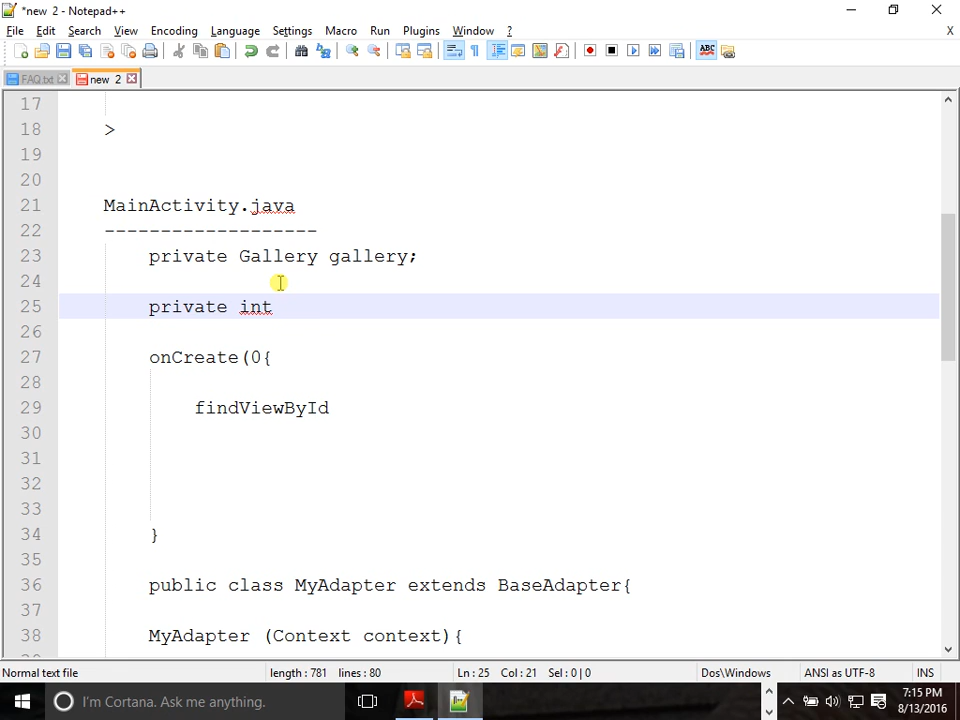 *new 2 - Notepad++
File Edit Search View Encoding Language Settings Macro Run Plugins Window ? X
FAQ.txt new 2
17
18 >
19
20
21 MainActivity.java
22 -------------------
23 private Gallery gallery;
24
25 private int
26
27 onCreate(0{
28
29 findViewById
30
31
32
33
34 }
35
36 public class MyAdapter extends BaseAdapter{
37
38 MyAdapter (Context context){
Normal text file length : 781 lines : 80 Ln : 25 Col : 21 Sel : 0 | 0 Dos\Windows ANSI as UTF-8 INS
I'm Cortana. Ask me anything. 7:15 PM
8/13/2016